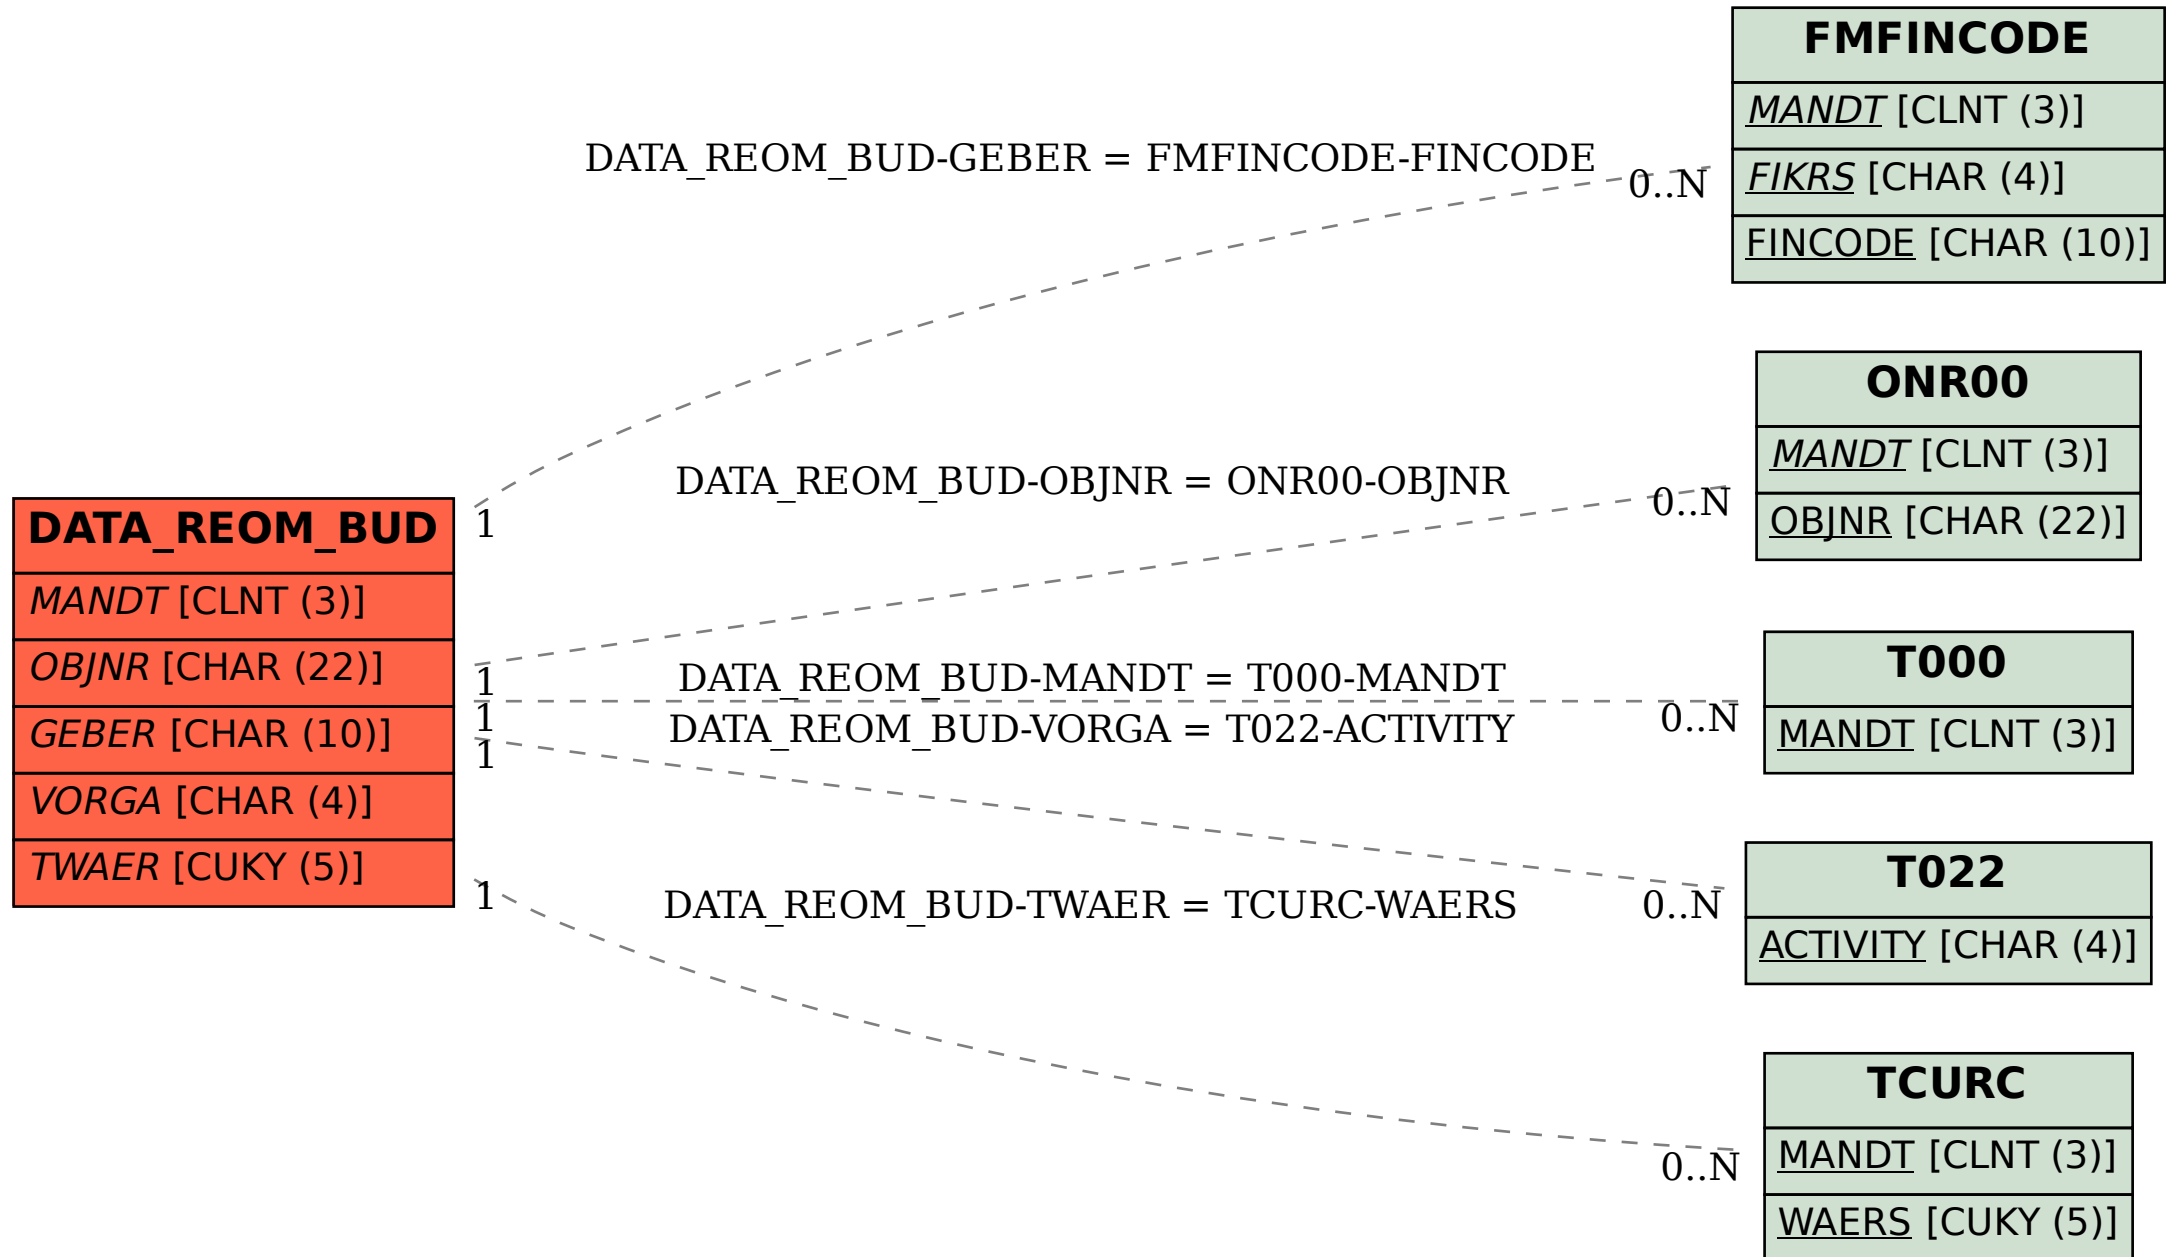 DATA_REOM_BUD
MANDT [CLNT (3)]
OBJNR [CHAR (22)]
GEBER [CHAR (10)]
VORGA [CHAR (4)]
TWAER [CUKY (5)]
DATA_REOM_BUD-GEBER = FMFINCODE-FINCODE
1
0..N
DATA_REOM_BUD-OBJNR = ONR00-OBJNR
1
0..N
DATA_REOM_BUD-MANDT = T000-MANDT
1
0..N
DATA_REOM_BUD-VORGA = T022-ACTIVITY
1
0..N
DATA_REOM_BUD-TWAER = TCURC-WAERS
1
0..N
FMFINCODE
MANDT [CLNT (3)]
FIKRS [CHAR (4)]
FINCODE [CHAR (10)]
ONR00
MANDT [CLNT (3)]
OBJNR [CHAR (22)]
T000
MANDT [CLNT (3)]
T022
ACTIVITY [CHAR (4)]
TCURC
MANDT [CLNT (3)]
WAERS [CUKY (5)]